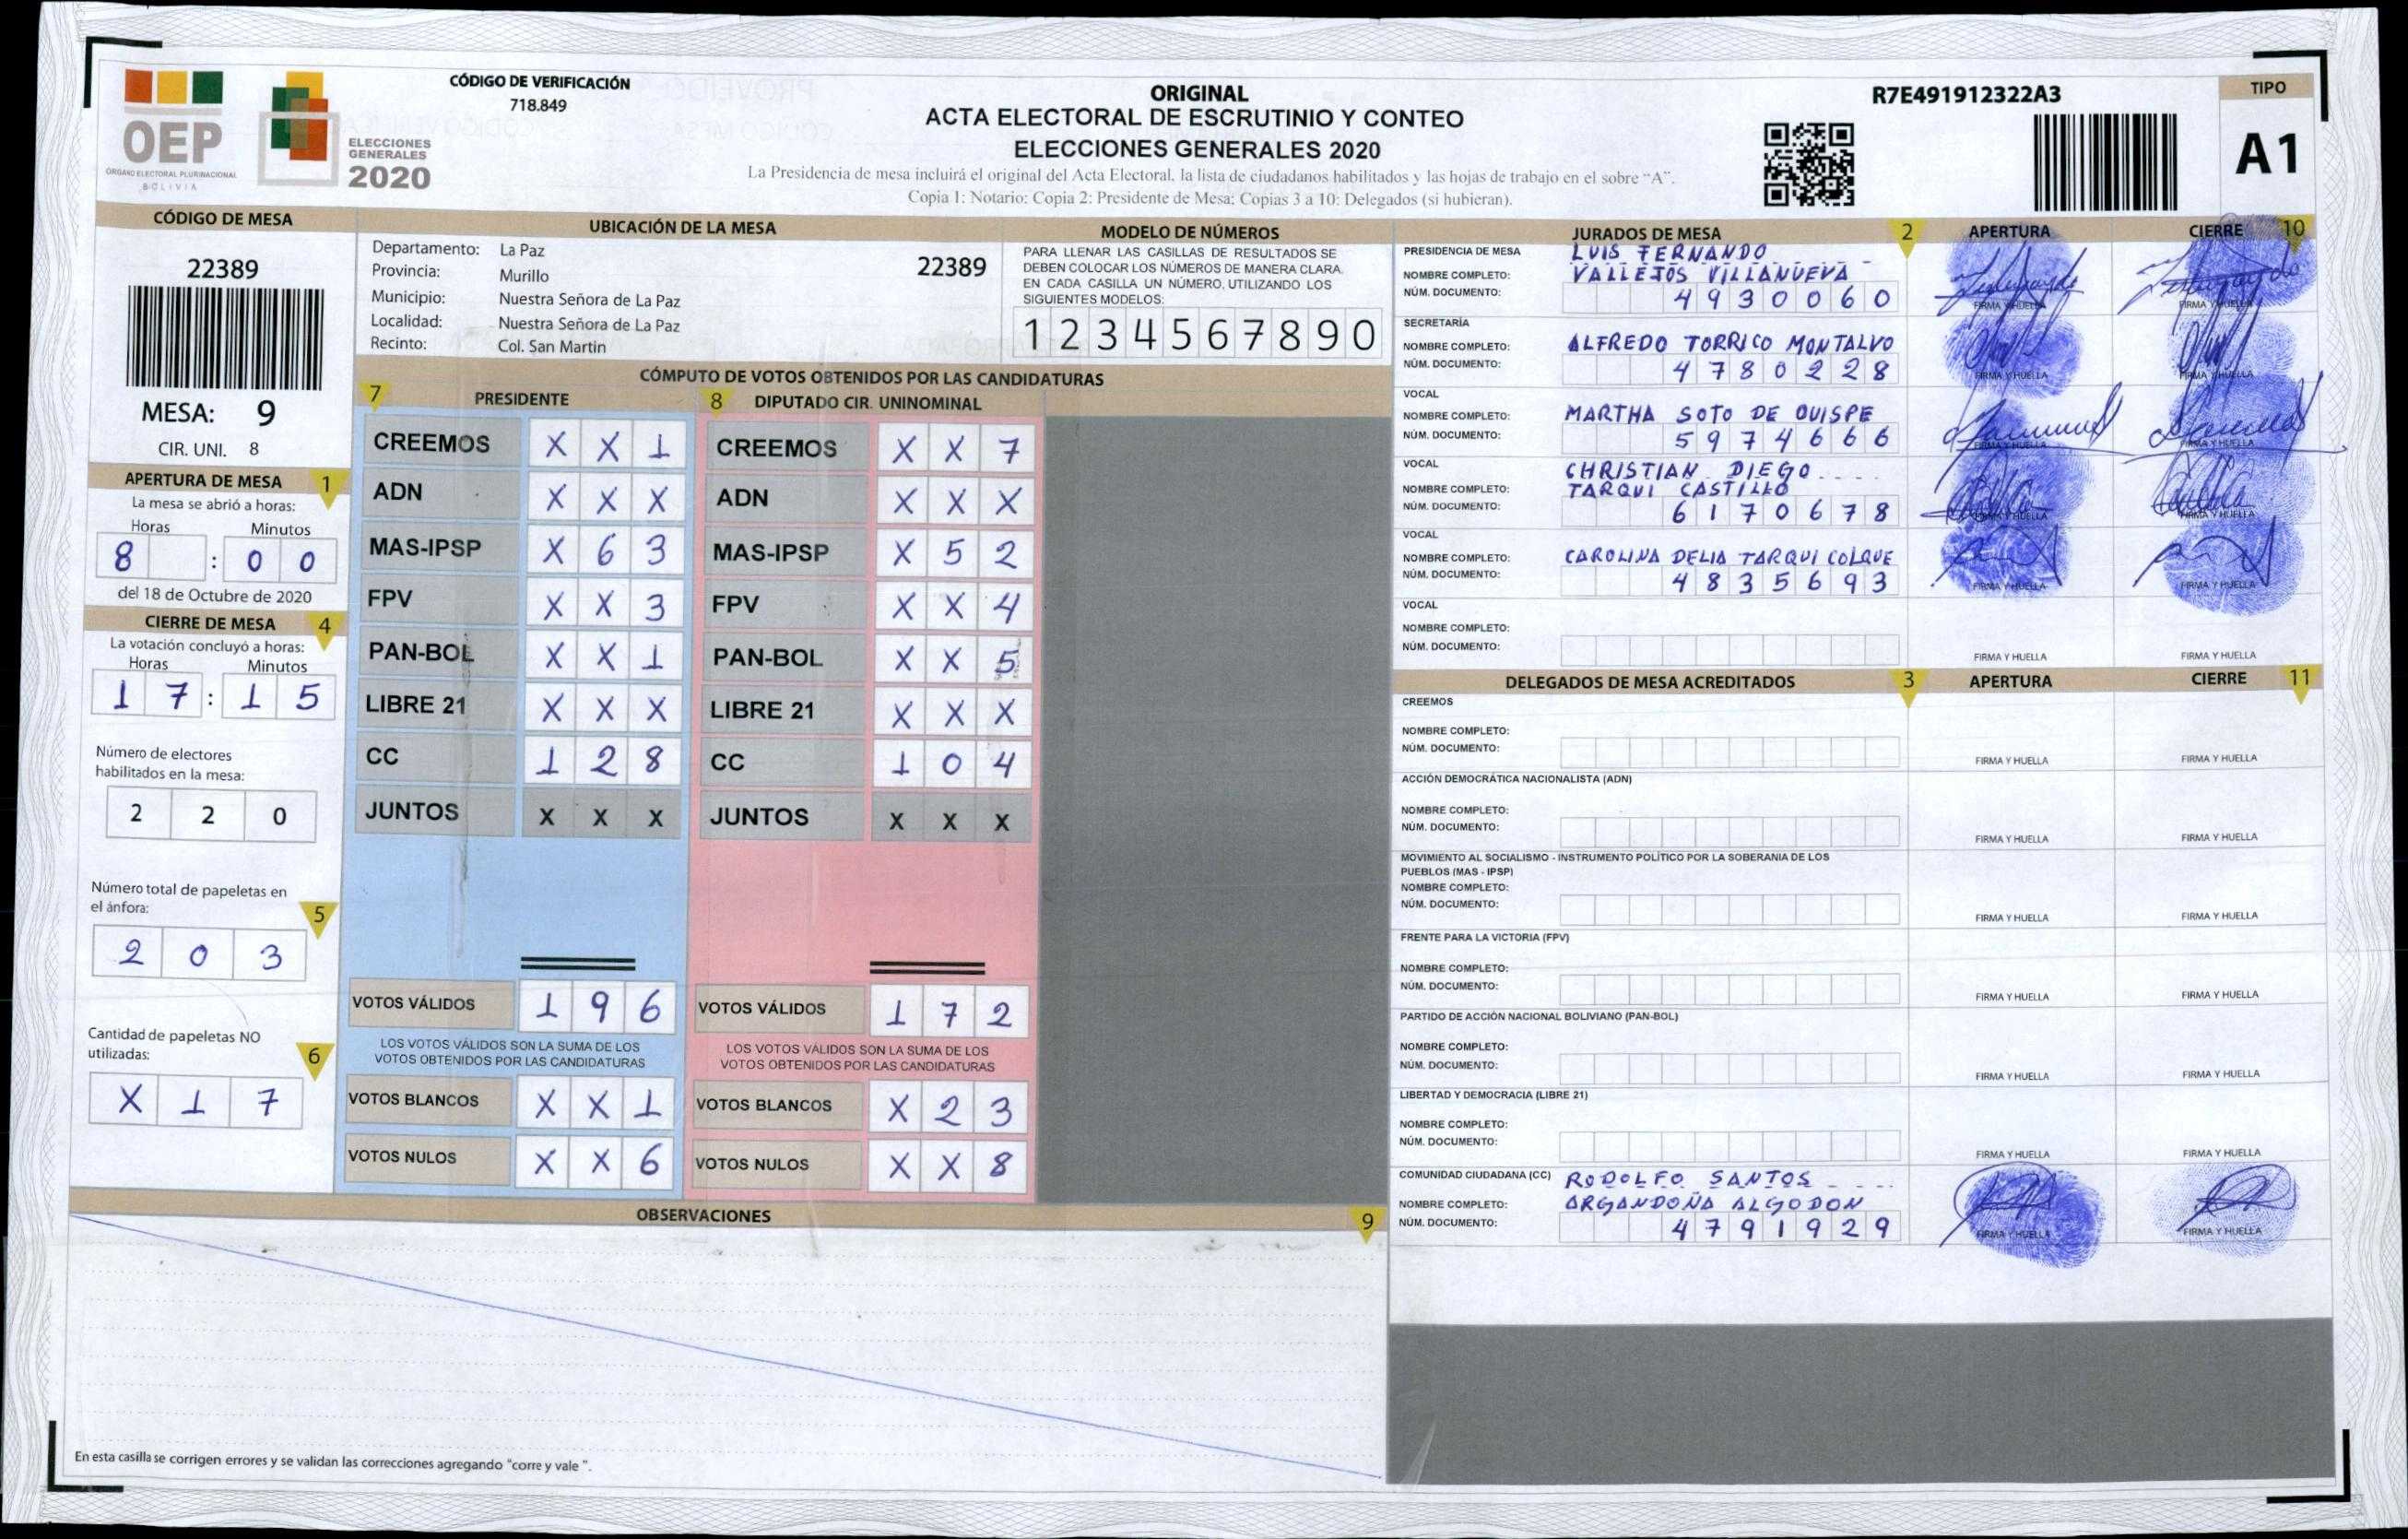 OEP
ÓRGANO ELECTORAL PLURINACIONAL
BOLIVIA
ELECCIONES
GENERALES
2020
CÓDIGO DE VERIFICACIÓN
718.849
ORIGINAL
ACTA ELECTORAL DE ESCRUTINIO Y CONTEO
ELECCIONES GENERALES 2020
La Presidencia de mesa incluirá el original del Acta Electoral, la lista de ciudadanos habilitados y las hojas de trabajo en el sobre “A”.
Copia 1: Notario: Copia 2: Presidente de Mesa: Copias 3 a 10: Delegados (si hubieran).
R7E491912322A3
TIPO
A1
CÓDIGO DE MESA
22389
MESA: 9
CIR. UNI. 8
APERTURA DE MESA 1
La mesa se abrió a horas:
Horas Minutos
8 : 0 0
del 18 de Octubre de 2020
CIERRE DE MESA 4
La votación concluyó a horas:
Horas Minutos
1 7 : 1 5
Número de electores
habilitados en la mesa:
2 2 0
Número total de papeletas en
el ánfora: 5
2 0 3
Cantidad de papeletas NO
utilizadas: 6
X 1 7
UBICACIÓN DE LA MESA
Departamento: La Paz
22389
Provincia: Murillo
Municipio: Nuestra Señora de La Paz
Localidad: Nuestra Señora de La Paz
Recinto: Col. San Martin
MODELO DE NÚMEROS
PARA LLENAR LAS CASILLAS DE RESULTADOS SE
DEBEN COLOCAR LOS NÚMEROS DE MANERA CLARA.
EN CADA CASILLA UN NÚMERO, UTILIZANDO LOS
SIGUIENTES MODELOS:
1 2 3 4 5 6 7 8 9 0
CÓMPUTO DE VOTOS OBTENIDOS POR LAS CANDIDATURAS
7 PRESIDENTE
CREEMOS X X 1
ADN X X X
MAS-IPSP X 6 3
FPV X X 3
PAN-BOL X X 1
LIBRE 21 X X X
CC 1 2 8
JUNTOS X X X
VOTOS VÁLIDOS 1 9 6
LOS VOTOS VÁLIDOS SON LA SUMA DE LOS
VOTOS OBTENIDOS POR LAS CANDIDATURAS
VOTOS BLANCOS X X 1
VOTOS NULOS X X 6
8 DIPUTADO CIR. UNINOMINAL
CREEMOS X X 7
ADN X X X
MAS-IPSP X 5 2
FPV X X 4
PAN-BOL X X 5
LIBRE 21 X X X
CC 1 0 4
JUNTOS X X X
VOTOS VÁLIDOS 1 7 2
LOS VOTOS VÁLIDOS SON LA SUMA DE LOS
VOTOS OBTENIDOS POR LAS CANDIDATURAS
VOTOS BLANCOS X 2 3
VOTOS NULOS X X 8
OBSERVACIONES 9
En esta casilla se corrigen errores y se validan las correcciones agregando "corre y vale ".
JURADOS DE MESA 2 APERTURA CIERRE 10
PRESIDENCIA DE MESA LUIS FERNANDO
NOMBRE COMPLETO: VALLEJOS VILLANUEVA
NÚM. DOCUMENTO: 4 9 3 0 0 6 0
FIRMA Y HUELLA FIRMA Y HUELLA
SECRETARÍA
NOMBRE COMPLETO: ALFREDO TORRICO MONTALVO
NÚM. DOCUMENTO: 4 7 8 0 2 2 8
FIRMA Y HUELLA FIRMA Y HUELLA
VOCAL
NOMBRE COMPLETO: MARTHA SOTO DE QUISPE
NÚM. DOCUMENTO: 5 9 7 4 6 6 6
FIRMA Y HUELLA FIRMA Y HUELLA
VOCAL CHRISTIAN DIEGO
NOMBRE COMPLETO: TARQUI CASTILLO
NÚM. DOCUMENTO: 6 1 7 0 6 7 8
FIRMA Y HUELLA FIRMA Y HUELLA
VOCAL
NOMBRE COMPLETO: CAROLINA DELIA TARQUI COLQUE
NÚM. DOCUMENTO: 4 8 3 5 6 9 3
FIRMA Y HUELLA FIRMA Y HUELLA
VOCAL
NOMBRE COMPLETO:
NÚM. DOCUMENTO:
FIRMA Y HUELLA FIRMA Y HUELLA
DELEGADOS DE MESA ACREDITADOS 3 APERTURA CIERRE 11
CREEMOS
NOMBRE COMPLETO:
NÚM. DOCUMENTO:
FIRMA Y HUELLA FIRMA Y HUELLA
ACCIÓN DEMOCRÁTICA NACIONALISTA (ADN)
NOMBRE COMPLETO:
NÚM. DOCUMENTO:
FIRMA Y HUELLA FIRMA Y HUELLA
MOVIMIENTO AL SOCIALISMO - INSTRUMENTO POLÍTICO POR LA SOBERANIA DE LOS
PUEBLOS (MAS - IPSP)
NOMBRE COMPLETO:
NÚM. DOCUMENTO:
FIRMA Y HUELLA FIRMA Y HUELLA
FRENTE PARA LA VICTORIA (FPV)
NOMBRE COMPLETO:
NÚM. DOCUMENTO:
FIRMA Y HUELLA FIRMA Y HUELLA
PARTIDO DE ACCIÓN NACIONAL BOLIVIANO (PAN-BOL)
NOMBRE COMPLETO:
NÚM. DOCUMENTO:
FIRMA Y HUELLA FIRMA Y HUELLA
LIBERTAD Y DEMOCRACIA (LIBRE 21)
NOMBRE COMPLETO:
NÚM. DOCUMENTO:
FIRMA Y HUELLA FIRMA Y HUELLA
COMUNIDAD CIUDADANA (CC) RODOLFO SANTOS
NOMBRE COMPLETO: ARGANDOÑA ALGODON
NÚM. DOCUMENTO: 4 7 9 1 9 2 9
FIRMA Y HUELLA FIRMA Y HUELLA